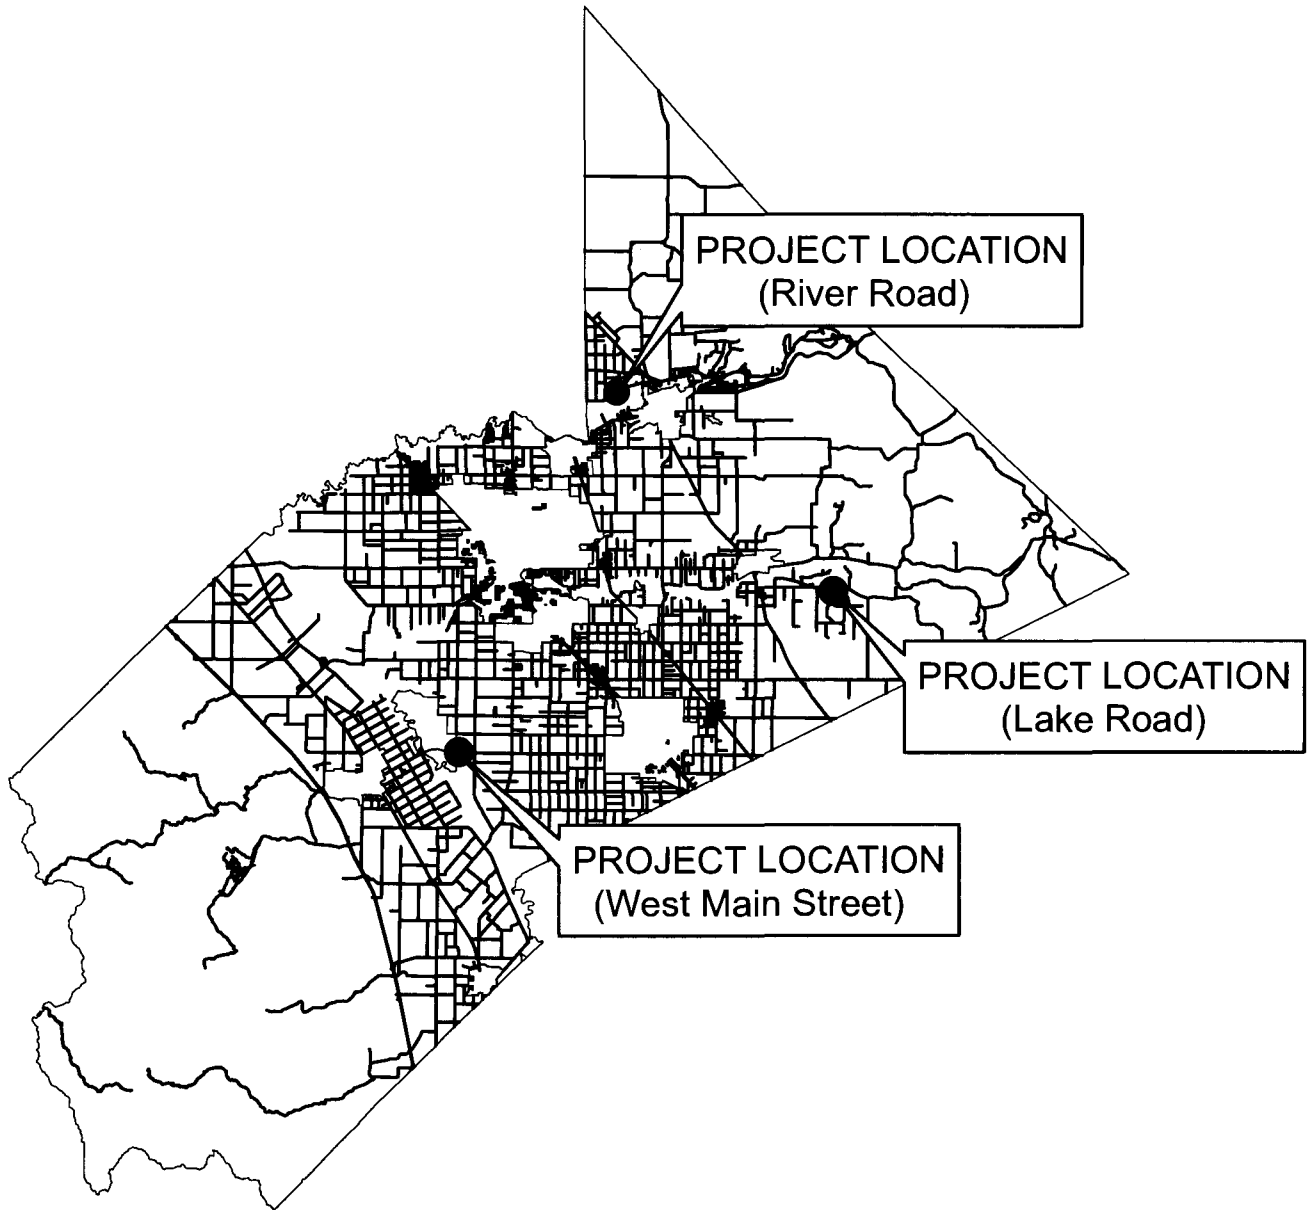 PROJECT LOCATION
(River Road)
PROJECT LOCATION
(Lake Road)
PROJECT LOCATION
(West Main Street)